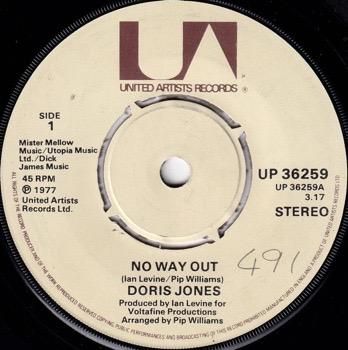 UA
UNITED ARTISTS RECORDS
SIDE
1
Mister Mellow
Music/Utopia Music
Ltd./Dick
James Music
45 RPM
Ⓟ 1977
United Artists
Records Ltd.
UP 36259
UP 36259A
3.17
STEREO
NO WAY OUT
(Ian Levine/Pip Williams)
DORIS JONES
Produced by Ian Levine for
Voltafine Productions
Arranged by Pip Williams
491